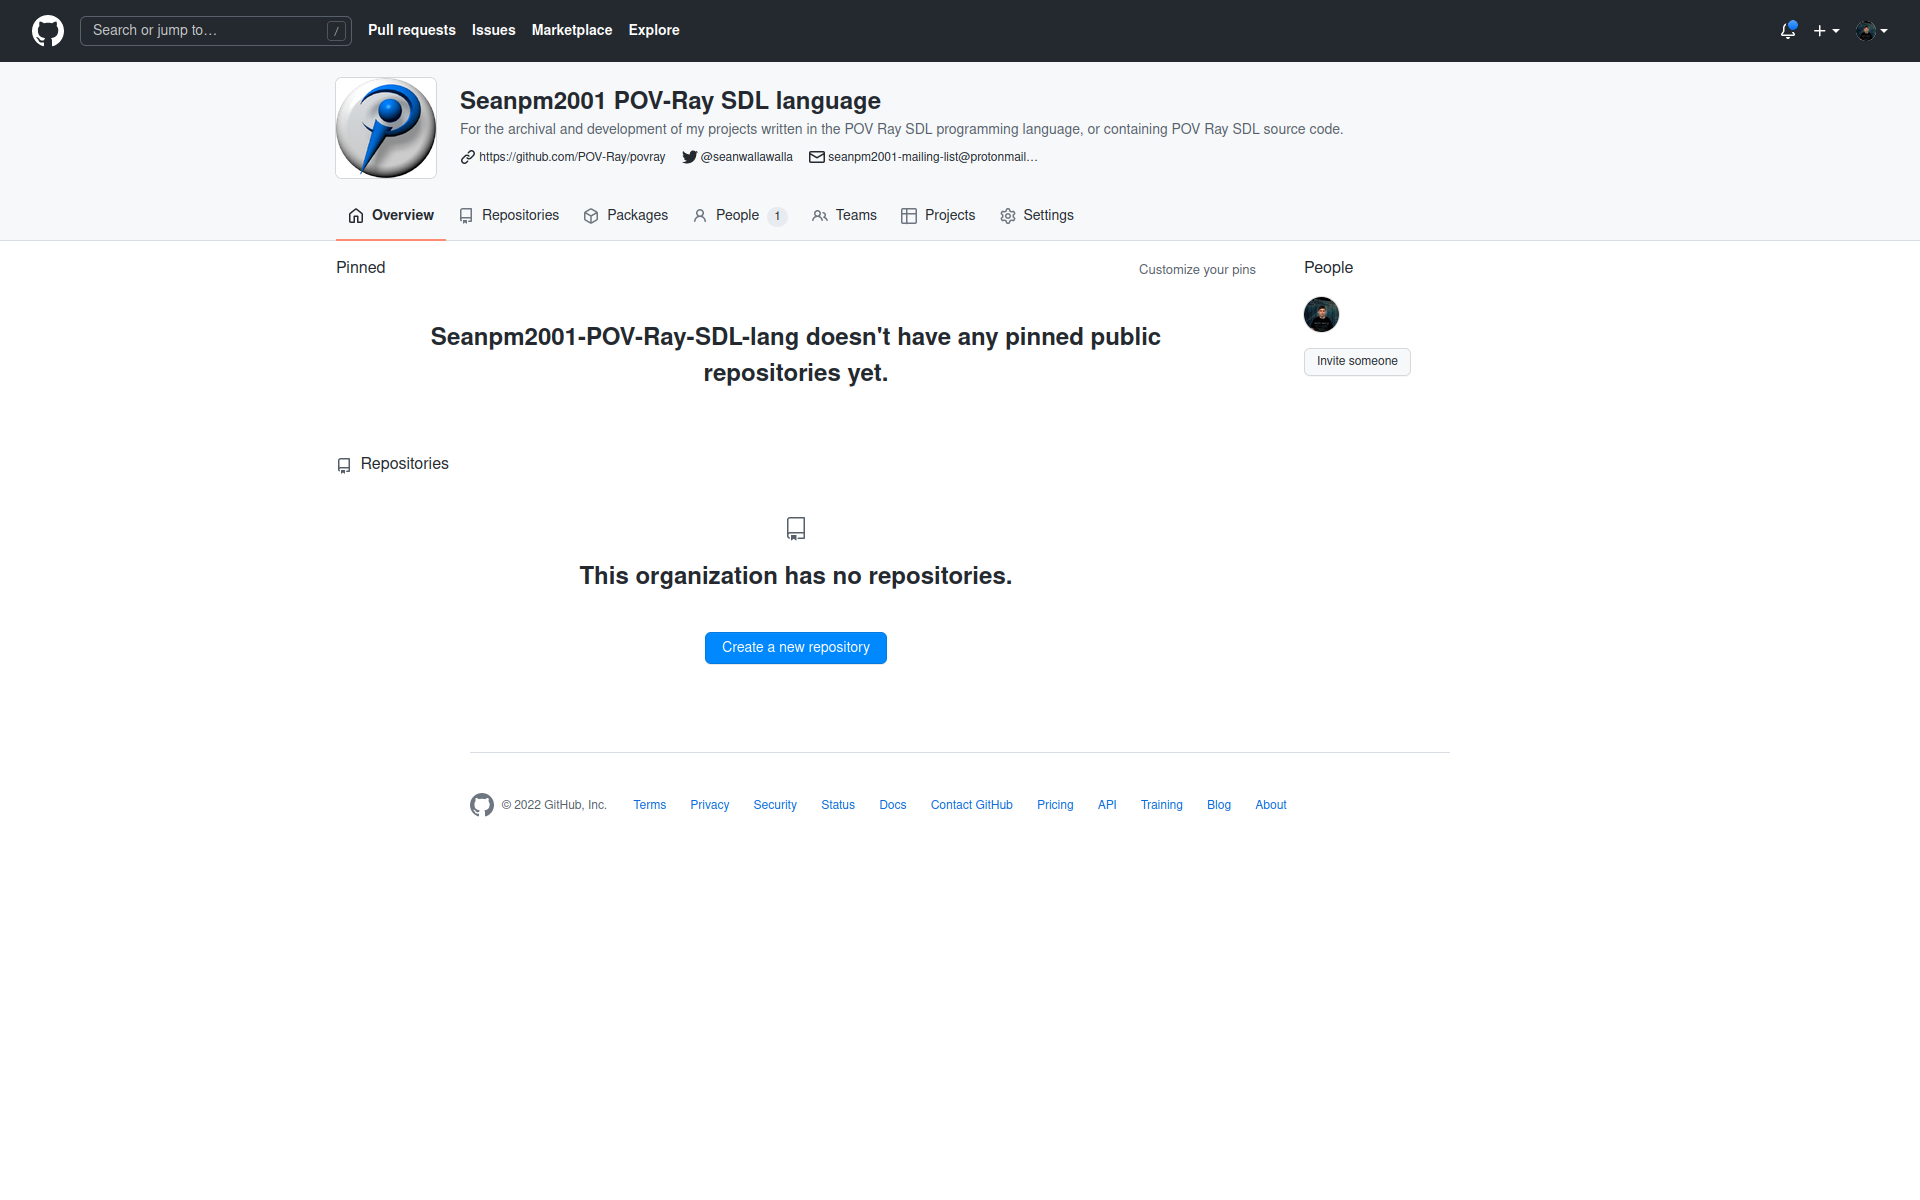 Search or jump to… /
Pull requests Issues Marketplace Explore
Seanpm2001 POV-Ray SDL language
For the archival and development of my projects written in the POV Ray SDL programming language, or containing POV Ray SDL source code.
https://github.com/POV-Ray/povray @seanwallawalla seanpm2001-mailing-list@protonmail…
Overview Repositories Packages People 1 Teams Projects Settings
Pinned
Customize your pins
People
Seanpm2001-POV-Ray-SDL-lang doesn't have any pinned public
repositories yet.
Invite someone
Repositories
This organization has no repositories.
Create a new repository
© 2022 GitHub, Inc. Terms Privacy Security Status Docs Contact GitHub Pricing API Training Blog About